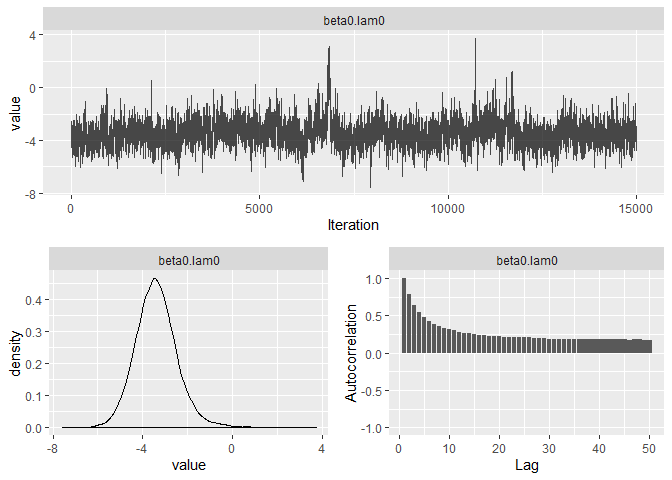 beta0.lam0
value
4
0
-4
-8
0 5000 10000 15000
Iteration
beta0.lam0 beta0.lam0
density
0.4
0.3
0.2
0.1
0.0
-8 -4 0 4
value
Autocorrelation
1.0
0.5
0.0
-0.5
-1.0
0 10 20 30 40 50
Lag